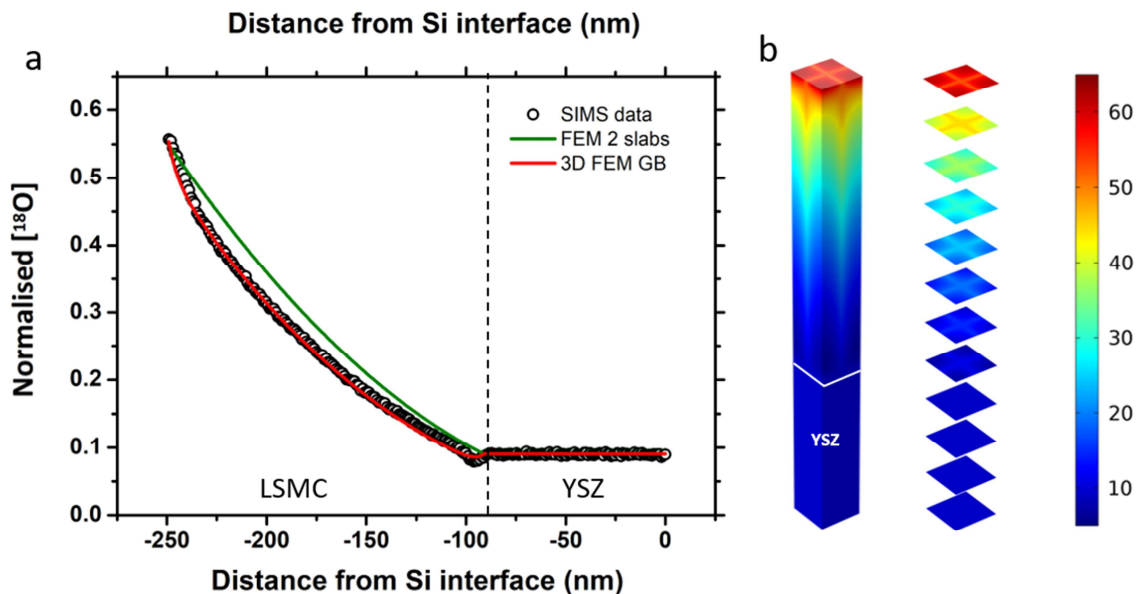 Distance from Si interface (nm)
a
b
0.6
0.5
0.4
0.3
0.2
0.1
0.0
Normalised [¹⁸O]
SIMS data
FEM 2 slabs
3D FEM GB
LSMC
YSZ
-250
-200
-150
-100
-50
0
Distance from Si interface (nm)
YSZ
60
50
40
30
20
10